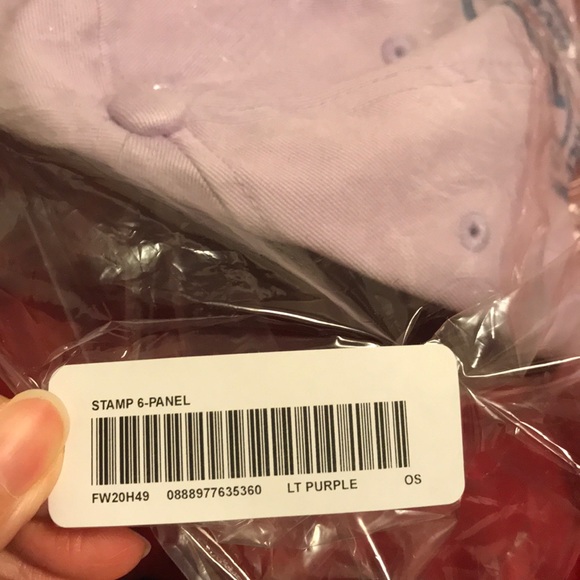 STAMP 6-PANEL
FW20H49 0888977635360 LT PURPLE OS